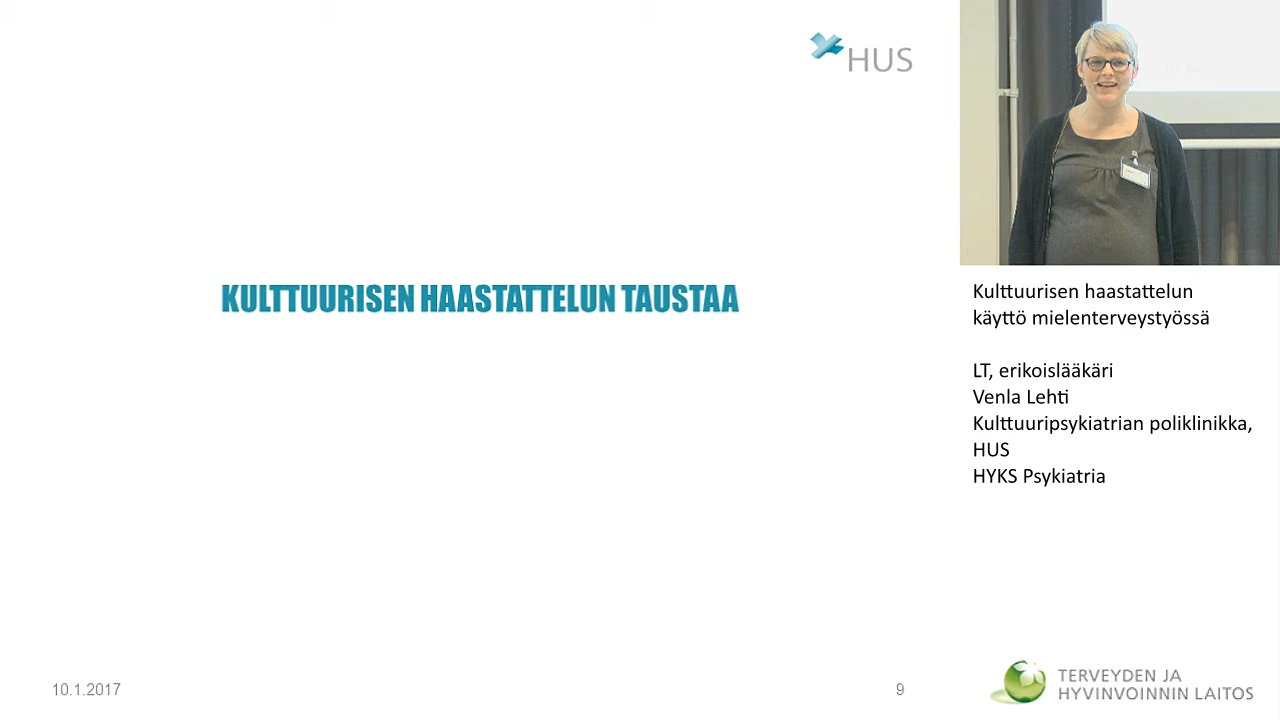 HUS
KULTTUURISEN HAASTATTELUN TAUSTAA
10.1.2017
9
Kulttuurisen haastattelun
käyttö mielenterveystyössä
LT, erikoislääkäri
Venla Lehti
Kulttuuripsykiatrian poliklinikka,
HUS
HYKS Psykiatria
TERVEYDEN JA
HYVINVOINNIN LAITOS